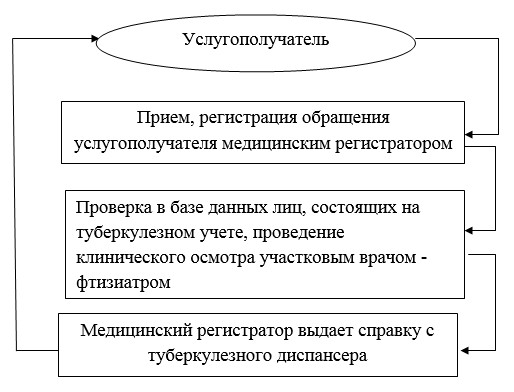 Услугополучатель
Прием, регистрация обращения
услугополучателя медицинским регистратором
Проверка в базе данных лиц, состоящих на
туберкулезном учете, проведение
клинического осмотра участковым врачом -
фтизиатром
Медицинский регистратор выдает справку с
туберкулезного диспансера